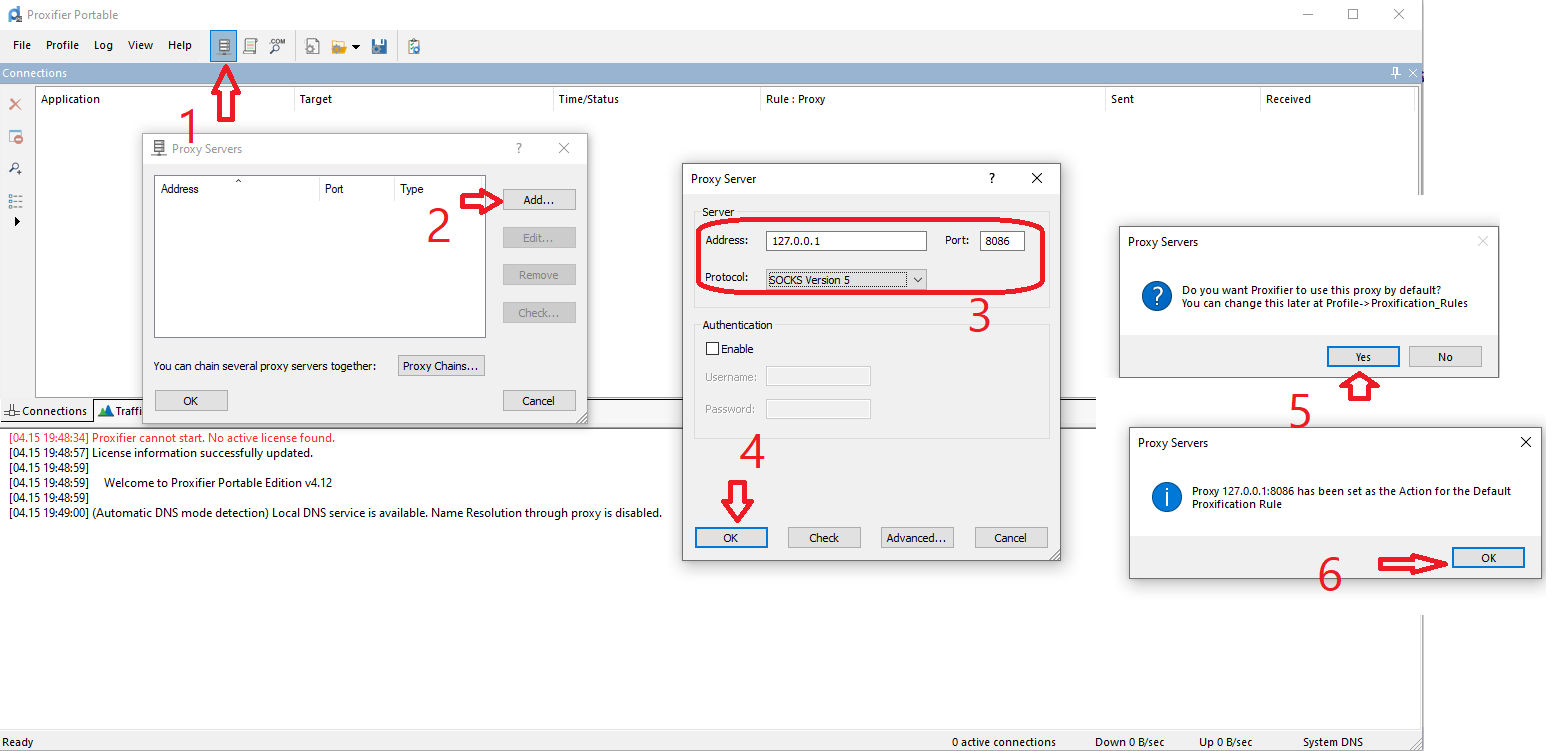 Proxifier Portable
File Profile Log View Help .COM
Connections
Application Target Time/Status Rule : Proxy Sent Received
1
Proxy Servers ?
Address Port Type
2
Add...
Edit...
Remove
Check...
You can chain several proxy servers together: Proxy Chains...
OK Cancel
Proxy Server ?
Server
Address: 127.0.0.1 Port: 8086
Protocol: SOCKS Version 5
3
Authentication
Enable
Username:
Password:
4
OK Check Advanced... Cancel
Proxy Servers
?
Do you want Proxifier to use this proxy by default?
You can change this later at Profile->Proxification_Rules
Yes No
5
Proxy Servers
i
Proxy 127.0.0.1:8086 has been set as the Action for the Default
Proxification Rule
6
OK
Connections Traffi
[04.15 19:48:34] Proxifier cannot start. No active license found.
[04.15 19:48:57] License information successfully updated.
[04.15 19:48:59]
[04.15 19:48:59] Welcome to Proxifier Portable Edition v4.12
[04.15 19:48:59]
[04.15 19:49:00] (Automatic DNS mode detection) Local DNS service is available. Name Resolution through proxy is disabled.
Ready 0 active connections Down 0 B/sec Up 0 B/sec System DNS